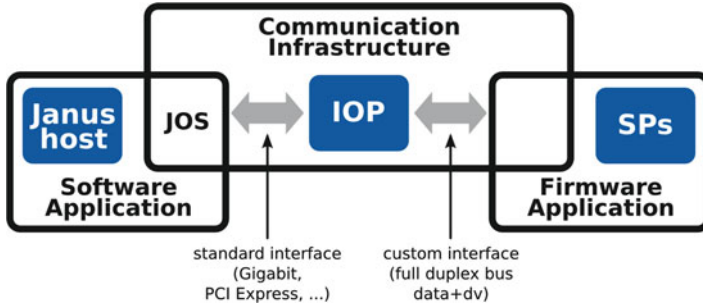 Communication
Infrastructure
Janus
host
JOS
IOP
SPs
Software
Application
Firmware
Application
standard interface
(Gigabit,
PCI Express, ...)
custom interface
(full duplex bus
data+dv)